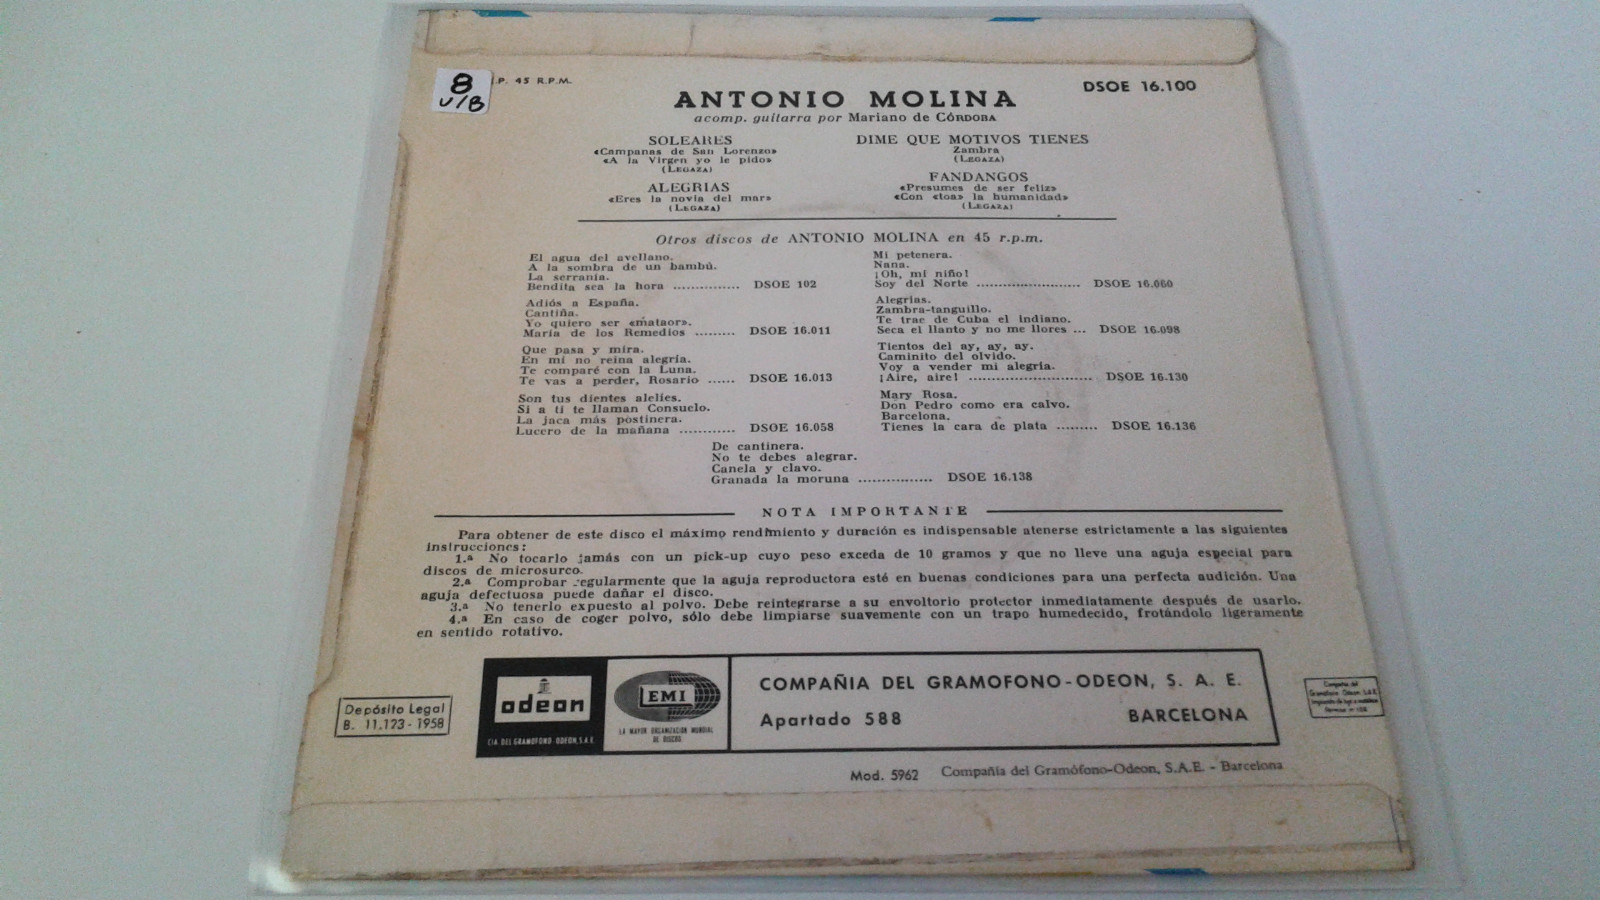 8
U/B
.P. 45 R.P.M.
DSOE 16.100
ANTONIO MOLINA
acomp. guitarra por Mariano de CÓRDOBA
SOLEARES
«Campanas de San Lorenzo»
«A la Virgen yo le pido»
(LEGAZA)
ALEGRIAS
«Eres la novia del mar»
(LEGAZA)
DIME QUE MOTIVOS TIENES
Zambra
(LEGAZA)
FANDANGOS
«Presumes de ser feliz»
«Con «toa» la humanidad»
(LEGAZA)
Otros discos de ANTONIO MOLINA en 45 r.p.m.
El agua del avellano.
A la sombra de un bambú.
La serranía.
Bendita sea la hora .............. DSOE 102
Adiós a España.
Cantiña.
Yo quiero ser «mataor».
María de los Remedios ........ DSOE 16.011
Que pasa y mira.
En mi no reina alegría.
Te comparé con la Luna.
Te vas a perder, Rosario ...... DSOE 16.013
Son tus dientes alelíes.
Si a ti te llaman Consuelo.
La jaca más postinera.
Lucero de la mañana ........... DSOE 16.058
Mi petenera.
Nana.
¡Oh, mi niño!
Soy del Norte ...................... DSOE 16.060
Alegrías.
Zambra-tanguillo.
Te trae de Cuba el indiano.
Seca el llanto y no me llores ... DSOE 16.098
Tientos del ay, ay, ay.
Caminito del olvido.
Voy a vender mi alegría.
¡Aire, aire! .......................... DSOE 16.130
Mary Rosa.
Don Pedro como era calvo.
Barcelona.
Tienes la cara de plata ......... DSOE 16.136
De cantinera.
No te debes alegrar.
Canela y clavo.
Granada la moruna ................ DSOE 16.138
NOTA IMPORTANTE
Para obtener de este disco el máximo rendimiento y duración es indispensable atenerse estrictamente a las siguientes
instrucciones:
1.ª No tocarlo jamás con un pick-up cuyo peso exceda de 10 gramos y que no lleve una aguja especial para
discos de microsurco.
2.ª Comprobar regularmente que la aguja reproductora esté en buenas condiciones para una perfecta audición. Una
aguja defectuosa puede dañar el disco.
3.ª No tenerlo expuesto al polvo. Debe reintegrarse a su envoltorio protector inmediatamente después de usarlo.
4.ª En caso de coger polvo, sólo debe limpiarse suavemente con un trapo humedecido, frotándolo ligeramente
en sentido rotativo.
Depósito Legal
B. 11.123 - 1958
odeon
CIA. DEL GRAMOFONO-ODEON, S.A.E.
EMI
LA MAYOR ORGANIZACION MUNDIAL
DE DISCOS
COMPAÑIA DEL GRAMOFONO-ODEON, S. A. E.
Apartado 588
BARCELONA
Compañía del
Gramófono Odeon, S.A.E.
Mod. 5962 Compañía del Gramófono-Odeon, S.A.E. - Barcelona